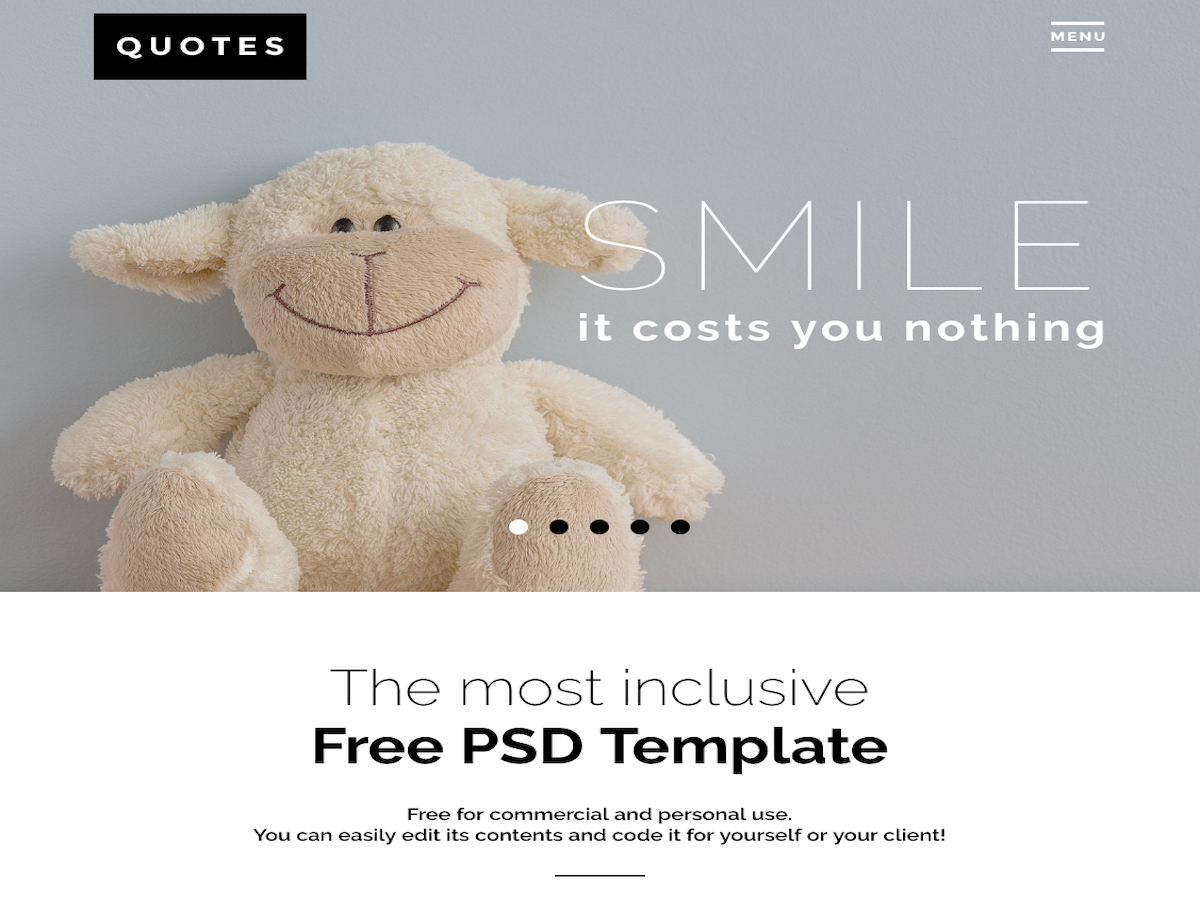 QUOTES
MENU
SMILE
it costs you nothing
The most inclusive
Free PSD Template
Free for commercial and personal use.
You can easily edit its contents and code it for yourself or your client!